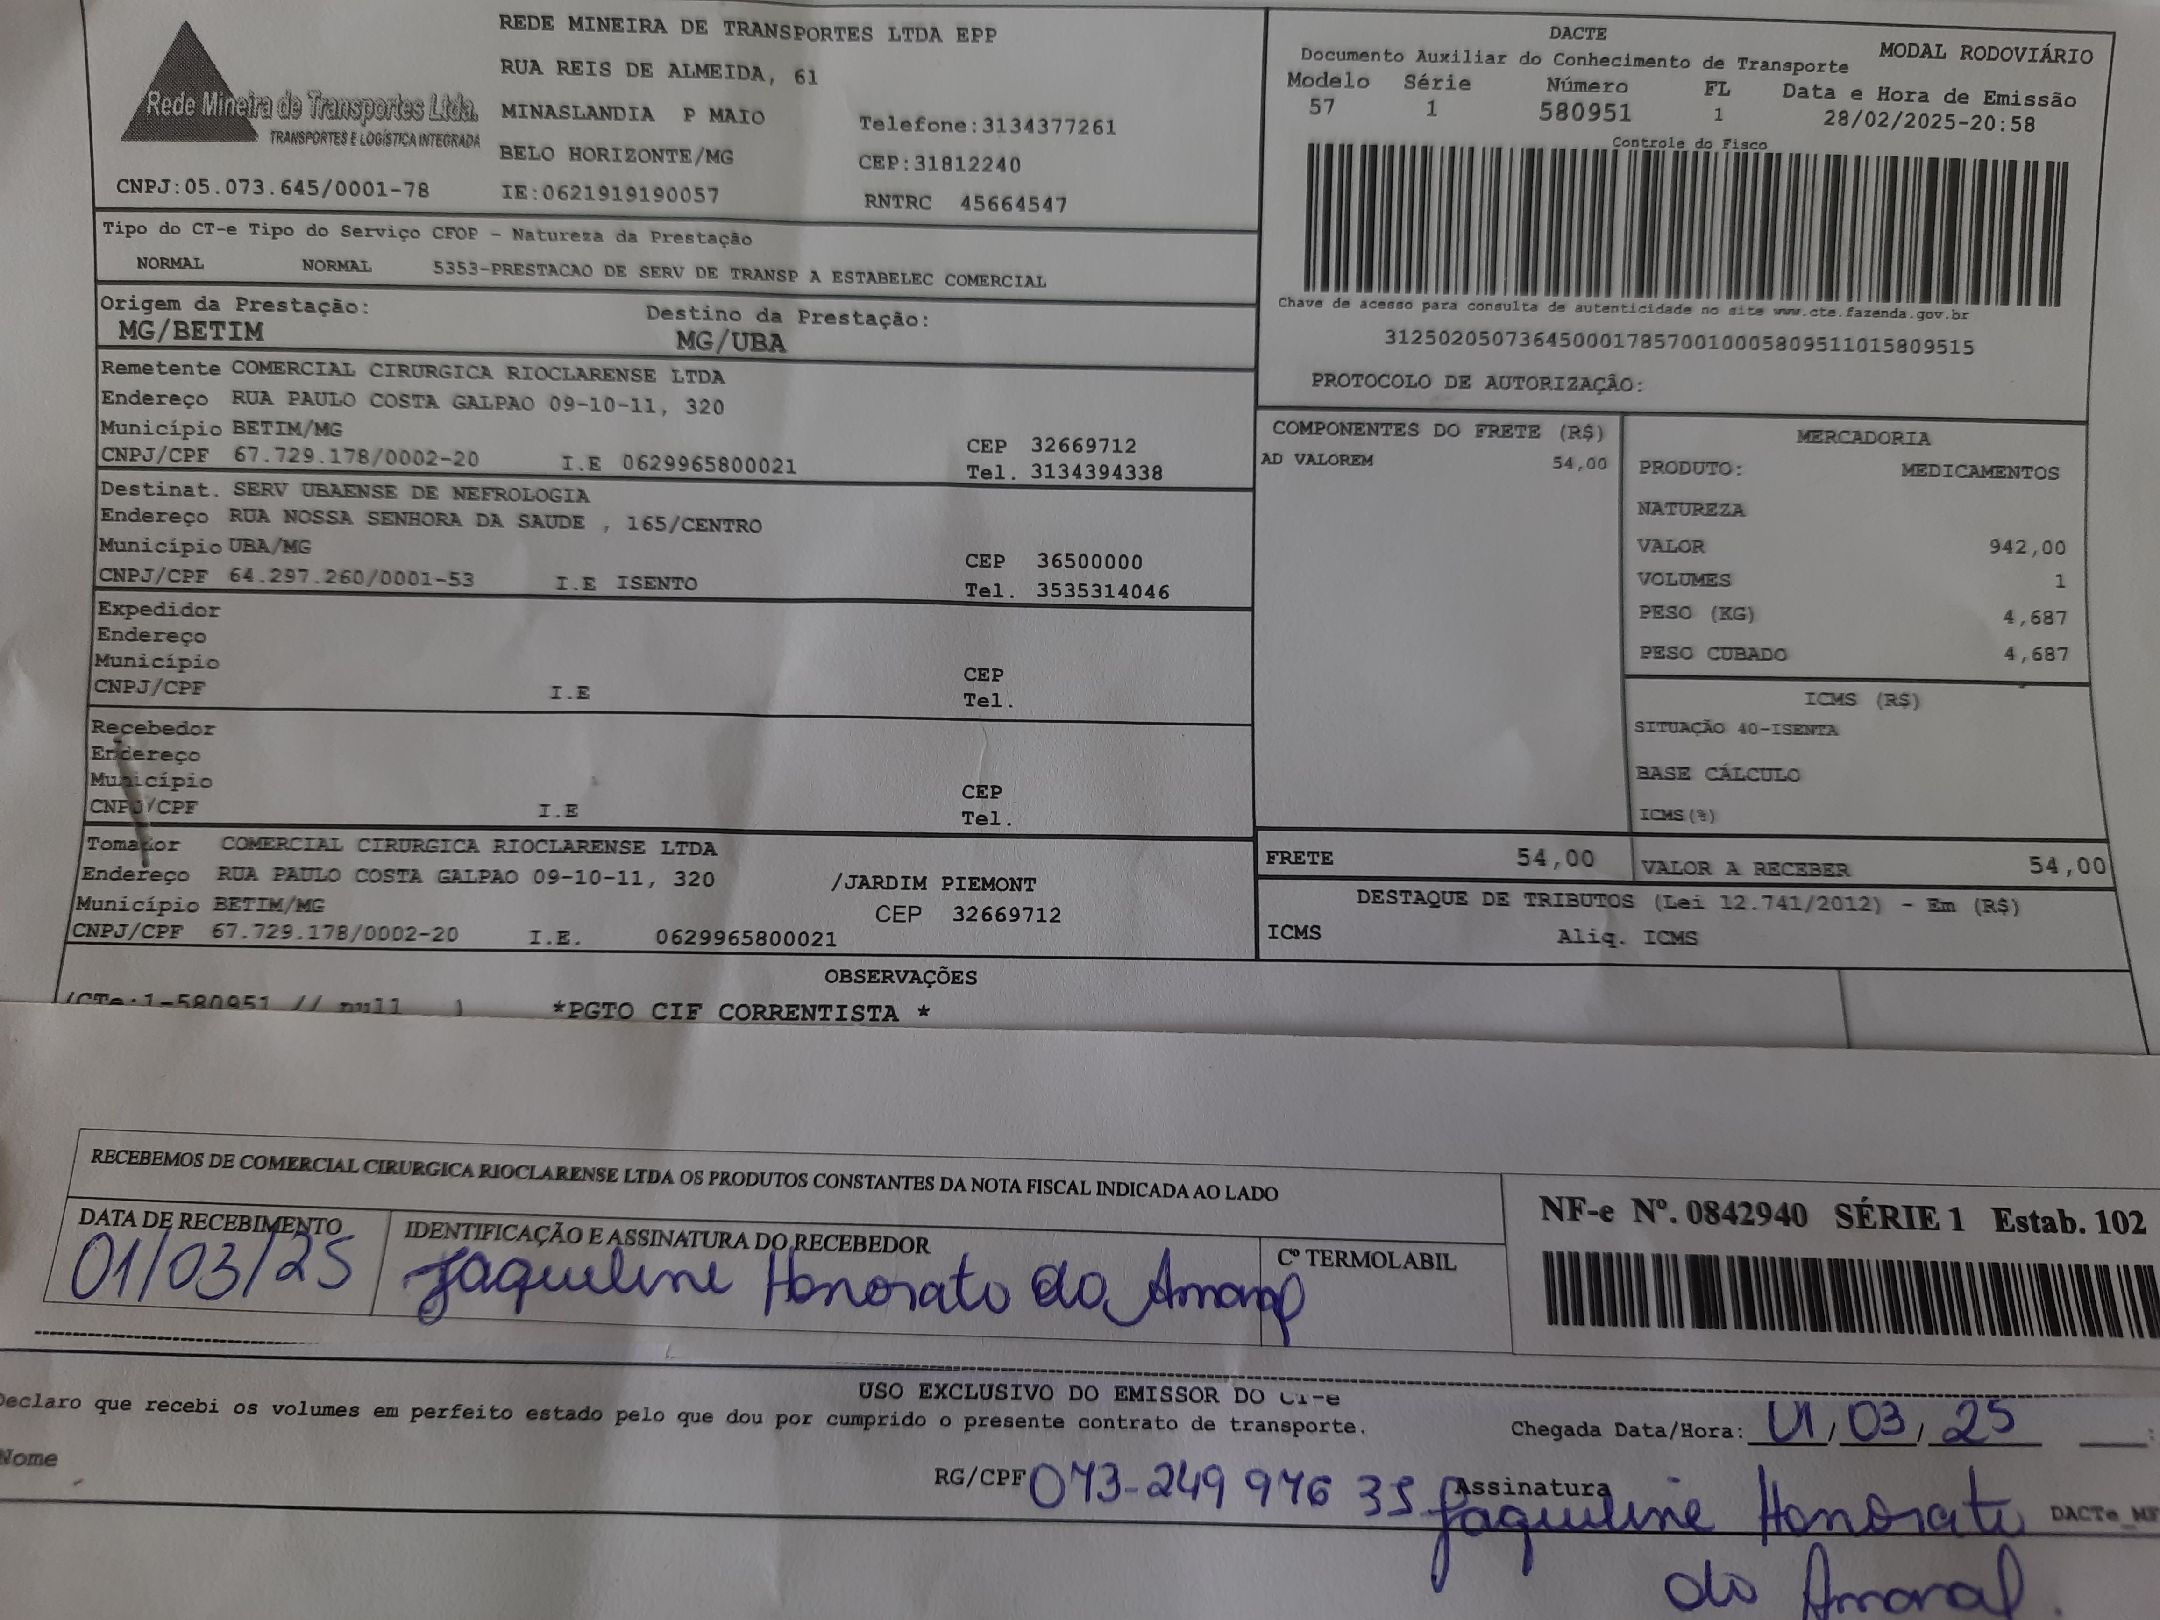 Rede Mineira de Transportes Ltda.
TRANSPORTES E LOGÍSTICA INTEGRADA
CNPJ:05.073.645/0001-78
REDE MINEIRA DE TRANSPORTES LTDA EPP
RUA REIS DE ALMEIDA, 61
MINASLANDIA P MAIO Telefone:3134377261
BELO HORIZONTE/MG CEP:31812240
IE:0621919190057 RNTRC 45664547
DACTE MODAL RODOVIÁRIO
Documento Auxiliar do Conhecimento de Transporte
Modelo Série Número FL Data e Hora de Emissão
57 1 580951 1 28/02/2025-20:58
Controle do Fisco
Chave de acesso para consulta de autenticidade no site www.cte.fazenda.gov.br
31250205073645000178570010005809511015809515
PROTOCOLO DE AUTORIZAÇÃO:
Tipo do CT-e Tipo do Serviço CFOP - Natureza da Prestação
NORMAL NORMAL 5353-PRESTACAO DE SERV DE TRANSP A ESTABELEC COMERCIAL
Origem da Prestação: Destino da Prestação:
MG/BETIM MG/UBA
Remetente COMERCIAL CIRURGICA RIOCLARENSE LTDA
Endereço RUA PAULO COSTA GALPAO 09-10-11, 320
Município BETIM/MG CEP 32669712
CNPJ/CPF 67.729.178/0002-20 I.E 0629965800021 Tel. 3134394338
Destinat. SERV UBAENSE DE NEFROLOGIA
Endereço RUA NOSSA SENHORA DA SAUDE , 165/CENTRO
Município UBA/MG CEP 36500000
CNPJ/CPF 64.297.260/0001-53 I.E ISENTO Tel. 3535314046
Expedidor
Endereço
Município CEP
CNPJ/CPF I.E Tel.
Recebedor
Endereço
Município CEP
CNPJ/CPF I.E Tel.
Tomador COMERCIAL CIRURGICA RIOCLARENSE LTDA
Endereço RUA PAULO COSTA GALPAO 09-10-11, 320 /JARDIM PIEMONT
Município BETIM/MG CEP 32669712
CNPJ/CPF 67.729.178/0002-20 I.E. 0629965800021
COMPONENTES DO FRETE (R$)
AD VALOREM 54,00
MERCADORIA
PRODUTO: MEDICAMENTOS
NATUREZA
VALOR 942,00
VOLUMES 1
PESO (KG) 4,687
PESO CUBADO 4,687
ICMS (R$)
SITUAÇÃO 40-ISENTA
BASE CÁLCULO
ICMS(%)
FRETE 54,00 VALOR A RECEBER 54,00
DESTAQUE DE TRIBUTOS (Lei 12.741/2012) - Em (R$)
ICMS Aliq. ICMS
OBSERVAÇÕES
/CTe:1-580951 // null ) *PGTO CIF CORRENTISTA *
RECEBEMOS DE COMERCIAL CIRURGICA RIOCLARENSE LTDA OS PRODUTOS CONSTANTES DA NOTA FISCAL INDICADA AO LADO
DATA DE RECEBIMENTO IDENTIFICAÇÃO E ASSINATURA DO RECEBEDOR Cº TERMOLABIL
01/03/25 Jaqueline Honorato do Amaral
NF-e Nº. 0842940 SÉRIE 1 Estab. 102
USO EXCLUSIVO DO EMISSOR DO CT-e
Declaro que recebi os volumes em perfeito estado pelo que dou por cumprido o presente contrato de transporte.
Chegada Data/Hora: 01/03/25 :
Nome RG/CPF 073-249 976 35 Assinatura Jaqueline Honorato
do Amaral.
DACTe_MF